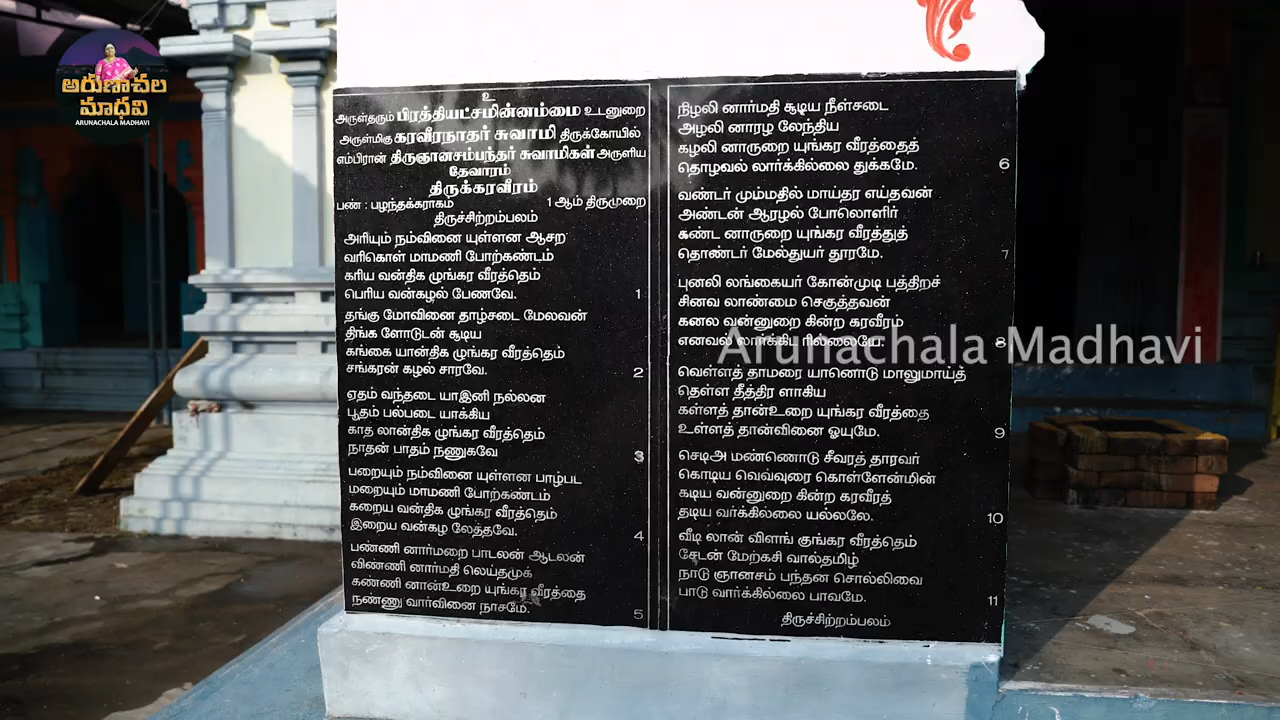 అరుణాచల
మాధవి
ARUNACHALA MADHAVI
உ
அருள்தரும் பிரத்தியட்சமின்னம்மை உடனுறை
அருள்மிகு கரவீரநாதர் சுவாமி திருக்கோயில்
எம்பிரான் திருஞானசம்பந்தர் சுவாமிகள் அருளிய
தேவாரம்
திருக்கரவீரம்
பண் : பழந்தக்கராகம் 1 ஆம் திருமுறை
திருச்சிற்றம்பலம்
அரியும் நம்வினை யுள்ளன ஆசற
வரிகொள் மாமணி போற்கண்டம்
கரிய வன்திக ழுங்கர வீரத்தெம்
பெரிய வன்கழல் பேணவே. 1
தங்கு மோவினை தாழ்சடை மேலவன்
திங்க ளோடுடன் சூடிய
கங்கை யான்திக ழுங்கர வீரத்தெம்
சங்கரன் கழல் சாரவே. 2
ஏதம் வந்தடை யாஇனி நல்லன
பூதம் பல்படை யாக்கிய
காத லான்திக ழுங்கர வீரத்தெம்
நாதன் பாதம் நணுகவே 3
பறையும் நம்வினை யுள்ளன பாழ்பட
மறையும் மாமணி போற்கண்டம்
கறைய வன்திக ழுங்கர வீரத்தெம்
இறைய வன்கழ லேத்தவே. 4
பண்ணி னார்மறை பாடலன் ஆடலன்
விண்ணி னார்மதி லெய்தமுக்
கண்ணி னான்உறை யுங்கர வீரத்தை
நண்ணு வார்வினை நாசமே. 5
நிழலி னார்மதி சூடிய நீள்சடை
அழலி னாரழ லேந்திய
கழலி னாருறை யுங்கர வீரத்தைத்
தொழவல் லார்க்கில்லை துக்கமே. 6
வண்டர் மும்மதில் மாய்தர எய்தவன்
அண்டன் ஆரழல் போலொளிர்
கண்ட னாருறை யுங்கர வீரத்துத்
தொண்டர் மேல்துயர் தூரமே. 7
புனலி லங்கையர் கோன்முடி பத்திறச்
சினவ லாண்மை செகுத்தவன்
கனல வன்னுறை கின்ற கரவீரம்
எனவல் லார்க்கிட ரில்லையே. 8
Arunachala Madhavi
வெள்ளத் தாமரை யானொடு மாலுமாய்த்
தெள்ள தீத்திர ளாகிய
கள்ளத் தான்உறை யுங்கர வீரத்தை
உள்ளத் தான்வினை ஓயுமே. 9
செடிஅ மண்ணொடு சீவரத் தாரவர்
கொடிய வெவ்வுரை கொள்ளேன்மின்
கடிய வன்னுறை கின்ற கரவீரத்
தடிய வர்க்கில்லை யல்லலே. 10
வீடி லான் விளங் குங்கர வீரத்தெம்
சேடன் மேற்கசி வால்தமிழ்
நாடு ஞானசம் பந்தன சொல்லிவை
பாடு வார்க்கில்லை பாவமே. 11
திருச்சிற்றம்பலம்